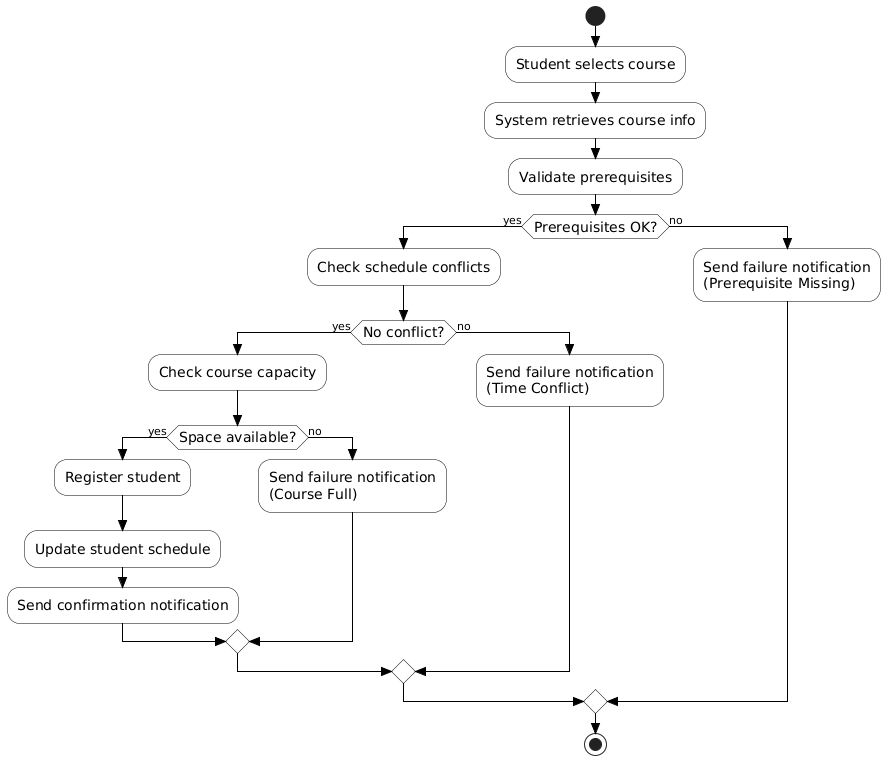 Student selects course
System retrieves course info
Validate prerequisites
yes
Prerequisites OK?
no
Check schedule conflicts
Send failure notification
(Prerequisite Missing)
yes
No conflict?
no
Check course capacity
Send failure notification
(Time Conflict)
yes
Space available?
no
Register student
Send failure notification
(Course Full)
Update student schedule
Send confirmation notification